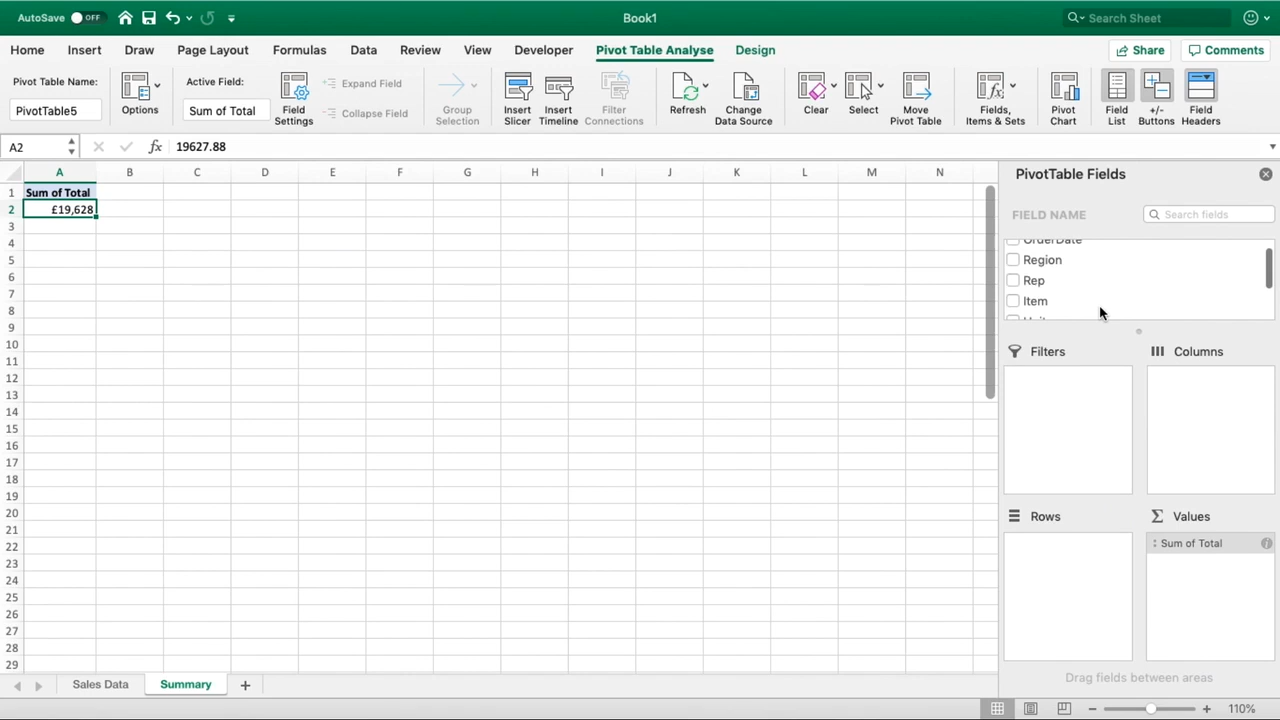 AutoSave OFF
Book1
Search Sheet
Home Insert Draw Page Layout Formulas Data Review View Developer Pivot Table Analyse Design Share Comments
Pivot Table Name:
PivotTable5
Options
Active Field:
Sum of Total
Field Settings
Expand Field
Collapse Field
Group Selection
Insert Slicer
Insert Timeline
Filter Connections
Refresh
Change Data Source
Clear
Select
Move Pivot Table
Fields, Items & Sets
Pivot Chart
Field List
+/- Buttons
Field Headers
A2 fx 19627.88
A B C D E F G H I J K L M N
1 Sum of Total
2 £19,628
3
4
5
6
7
8
9
10
11
12
13
14
15
16
17
18
19
20
21
22
23
24
25
26
27
28
29
PivotTable Fields
FIELD NAME Search fields
OrderDate
Region
Rep
Item
Filters Columns
Rows Values
Sum of Total
Drag fields between areas
Sales Data Summary +
110%